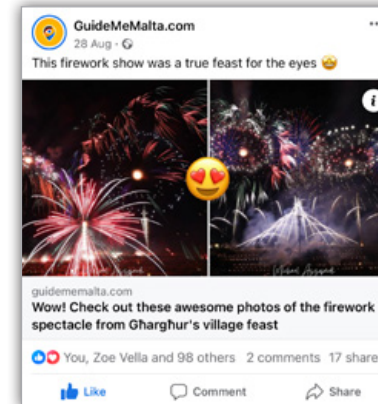 GuideMeMalta.com
28 Aug ·
This firework show was a true feast for the eyes 🤩
guidememalta.com
Wow! Check out these awesome photos of the firework
spectacle from Għargħur's village feast
You, Zoe Vella and 98 others 2 comments 17 share
Like Comment Share